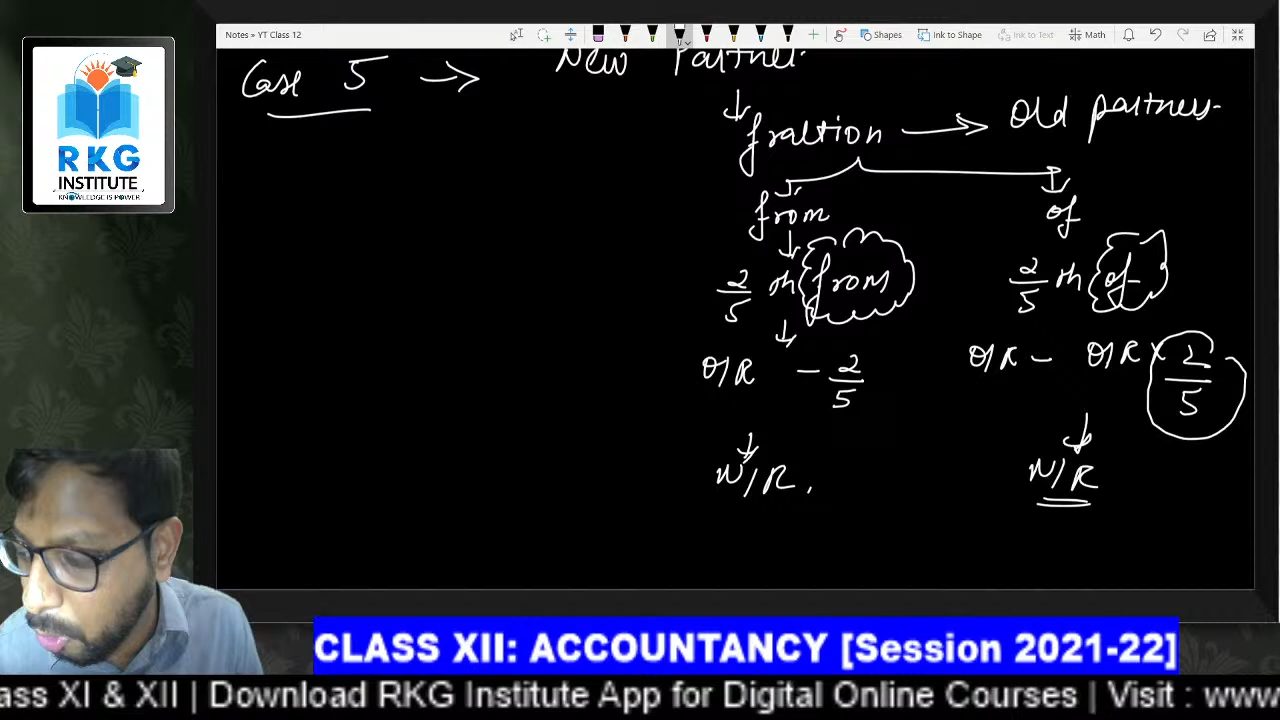 Notes » YT Class 12
Shapes
Ink to Shape
Ink to Text
Math
RKG
INSTITUTE
KNOWLEDGE IS POWER
Case 5 → New Partner.
↓
fraction → Old partners.
from of
2/5 th from 2/5 th of
O/R - 2/5 O/R - O/R × 2/5
N/R. N/R
CLASS XII: ACCOUNTANCY [Session 2021-22]
ass XI & XII | Download RKG Institute App for Digital Online Courses | Visit : www